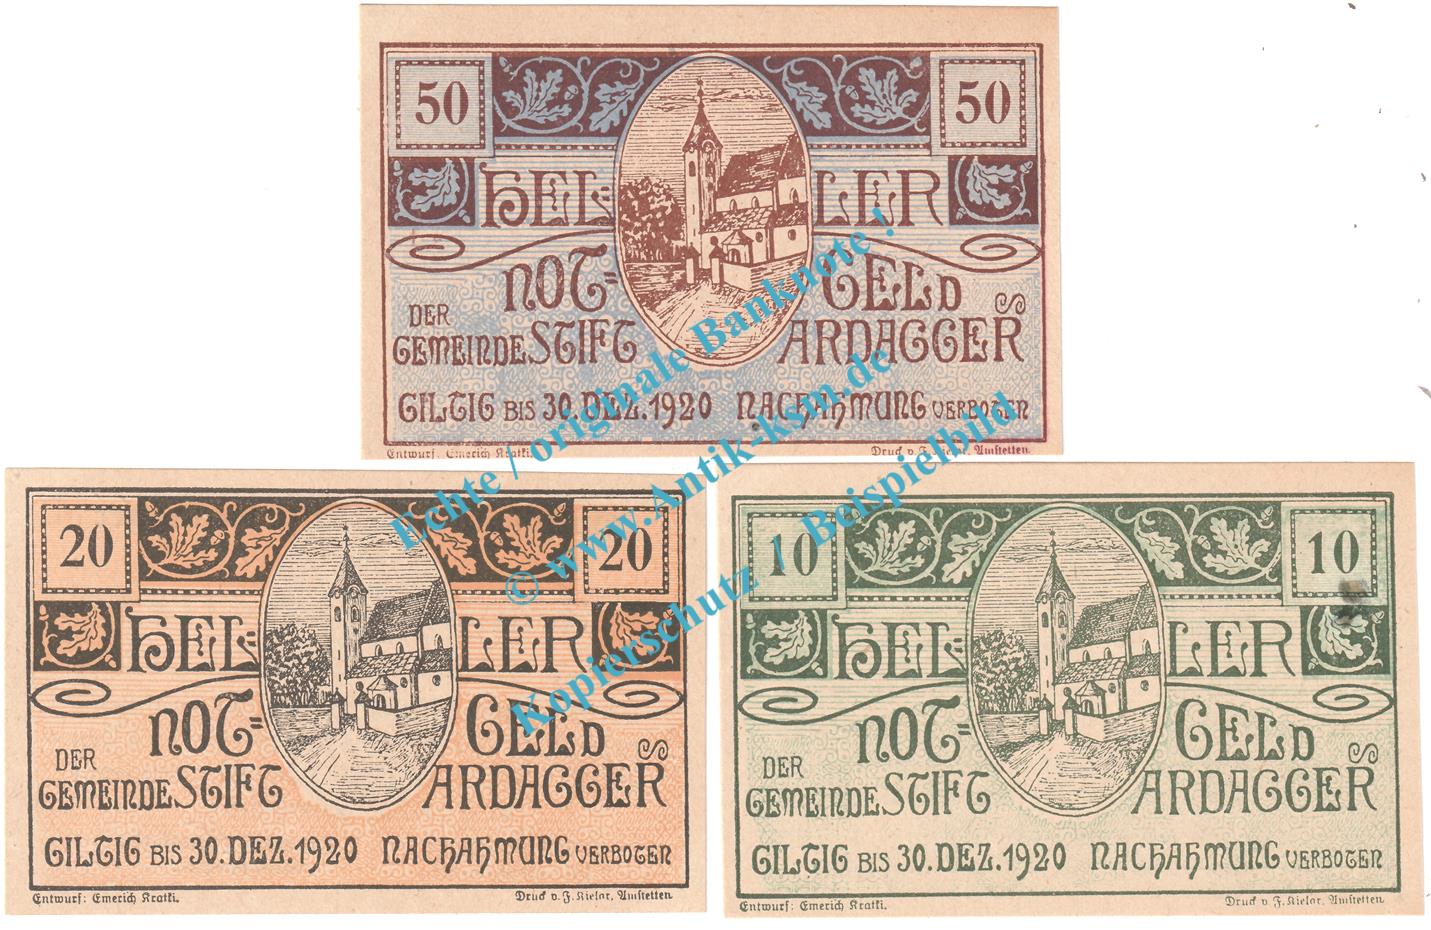 50 50
HEL= LER
NOT= GELD
DER
GEMEINDE STIFT ARDAGGER
GILTIG BIS 30. DEZ. 1920 NACHAHMUNG VERBOTEN
Entwurf: Emerich Kratki. Druck v. F. Kielar, Amstetten.
20 20
HEL= LER
NOT= GELD
DER
GEMEINDE STIFT ARDAGGER
GILTIG BIS 30. DEZ. 1920 NACHAHMUNG VERBOTEN
Entwurf: Emerich Kratki. Druck v. F. Kielar, Amstetten.
10 10
HEL= LER
NOT= GELD
DER
GEMEINDE STIFT ARDAGGER
GILTIG BIS 30. DEZ. 1920 NACHAHMUNG VERBOTEN
Entwurf: Emerich Kratki. Druck v. F. Kielar, Amstetten.
Echte / originale Banknote !
© www.Antik-ksm.de
Kopierschutz / Beispielbild